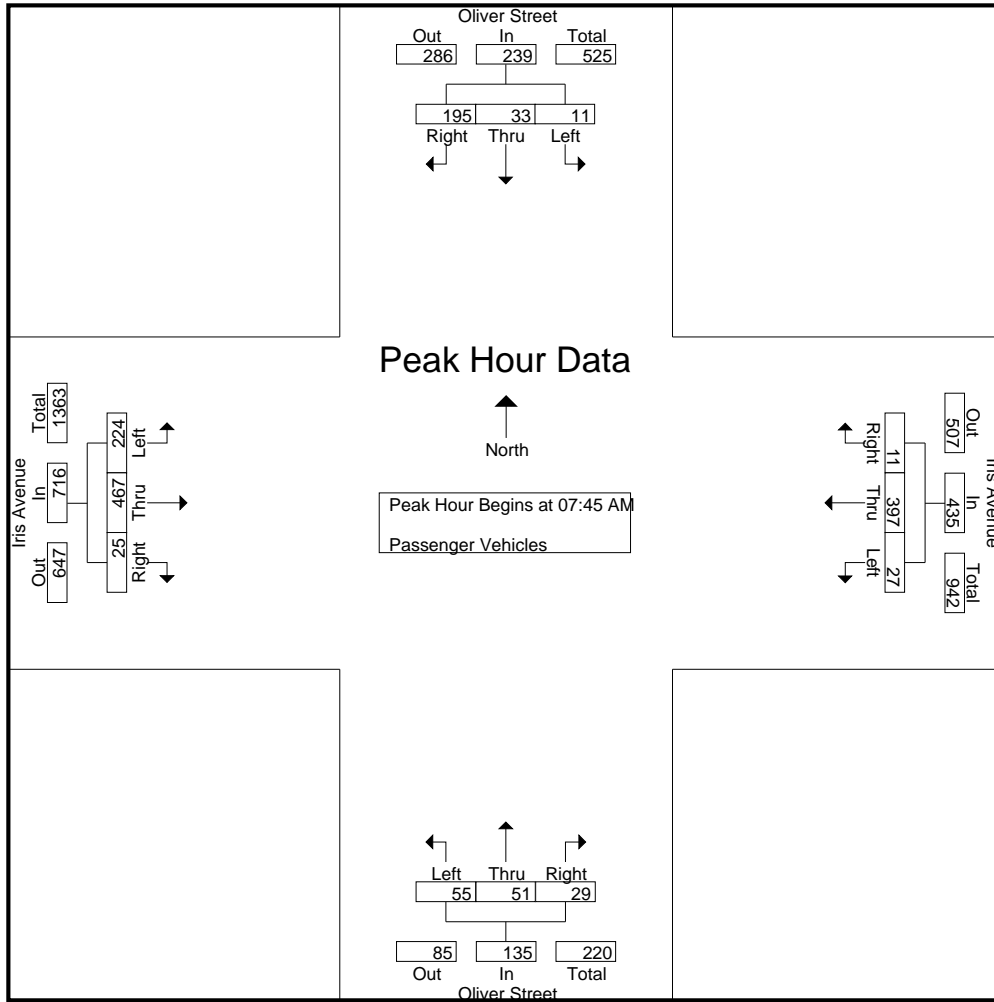 Oliver Street
Out In Total
286 239 525
195 33 11
Right Thru Left
Peak Hour Data
North
Peak Hour Begins at 07:45 AM
Passenger Vehicles
Iris Avenue
Out In Total
647 716 1363
Right Thru Left
25 467 224
Iris Avenue
Out In Total
507 435 942
Right Thru Left
11 397 27
Left Thru Right
55 51 29
85 135 220
Out In Total
Oliver Street